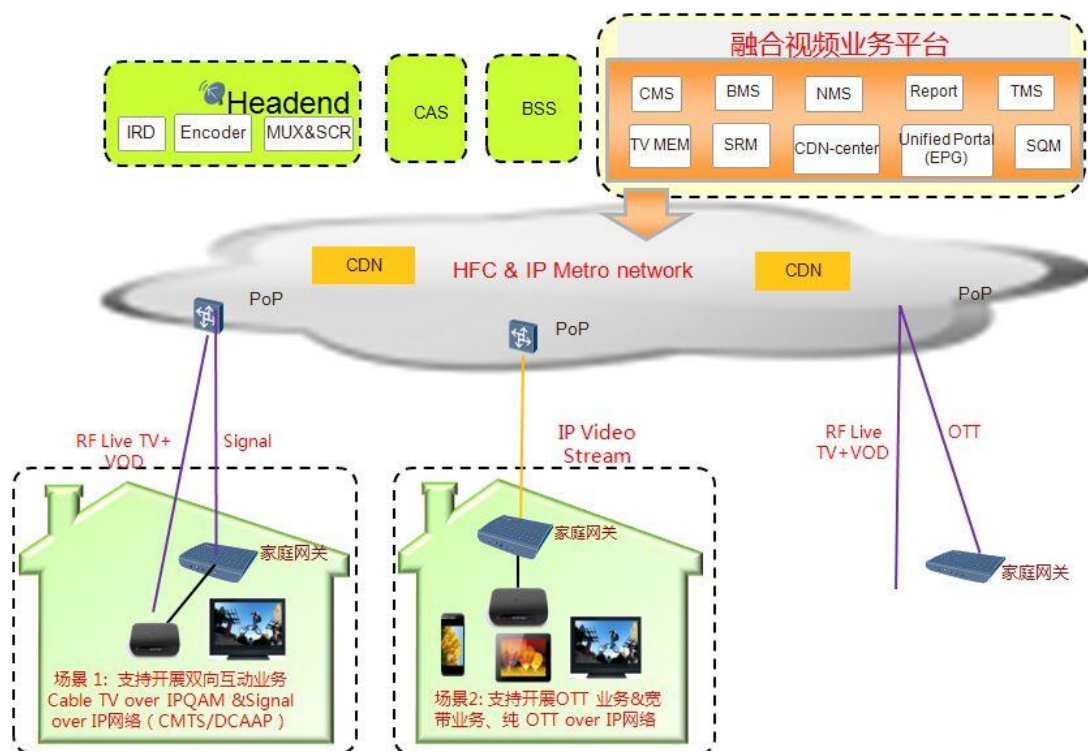 融合视频业务平台
Headend
IRD
Encoder
MUX&SCR
CAS
BSS
CMS
BMS
NMS
Report
TMS
TV MEM
SRM
CDN-center
Unified Portal
(EPG)
SQM
CDN
HFC & IP Metro network
CDN
PoP
PoP
PoP
RF Live TV+
VOD
Signal
IP Video
Stream
RF Live
TV+VOD
OTT
家庭网关
家庭网关
家庭网关
场景 1: 支持开展双向互动业务
Cable TV over IPQAM &Signal
over IP网络（CMTS/DCAAP）
场景2: 支持开展OTT 业务&宽
带业务、纯 OTT over IP网络